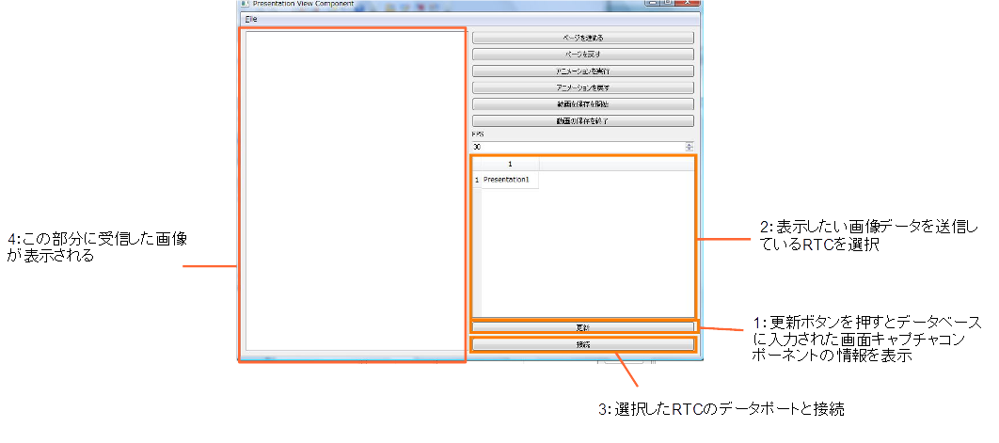 Presentation View Component
File
ページを進める
ページを戻す
アニメーションを実行
アニメーションを戻す
動画を保存を開始
動画の保存を終了
FPS
30
1
1 Presentation1
更新
接続
4:この部分に受信した画像
が表示される
2:表示したい画像データを送信し
ているRTCを選択
1:更新ボタンを押すとデータベース
に入力された画面キャプチャコン
ポーネントの情報を表示
3:選択したRTCのデータポートと接続